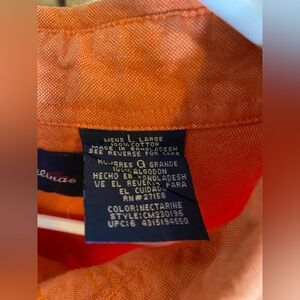 MENS L LARGE
100% COTTON
MADE IN BANGLADESH
SEE REVERSE FOR CARE
HOMBRES G GRANDE
100% ALGODON
HECHO EN BANGLADESH
VE EL REVERSO PARA
EL CUIDADO
RN#27158
COLOR:NECTARINE
STYLE:CM230196
UPC:6 4315194550